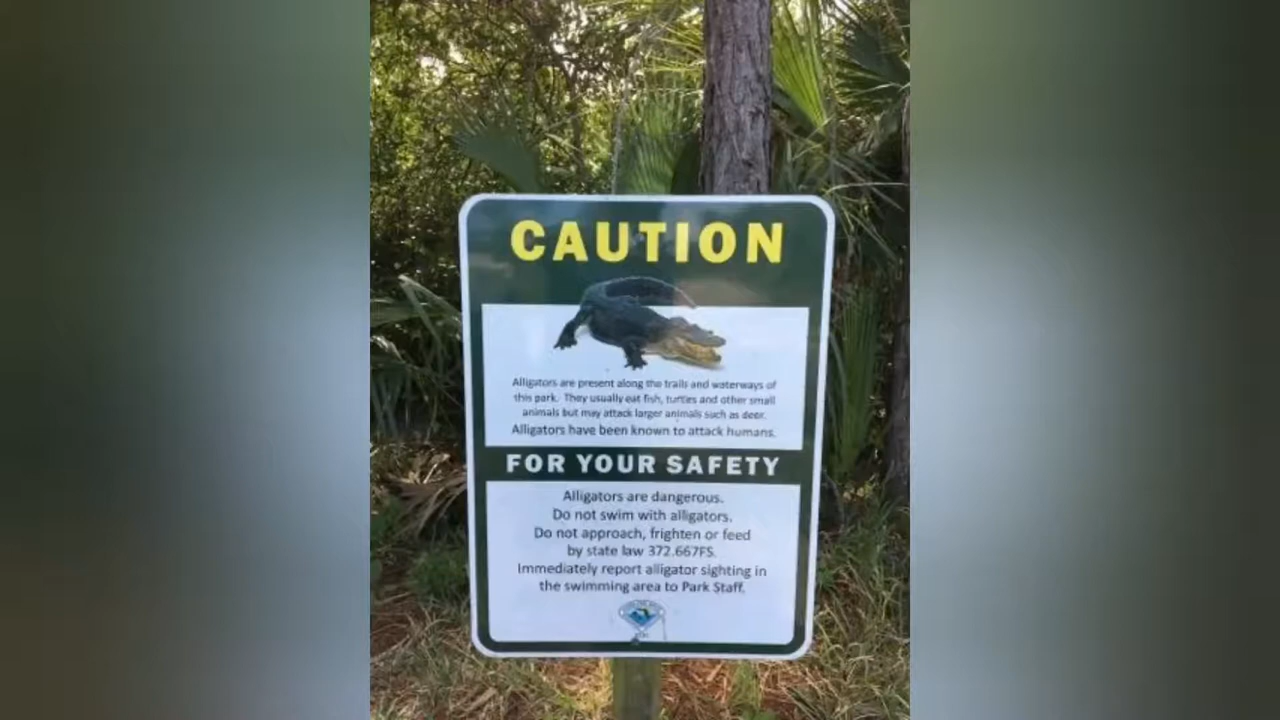 CAUTION
Alligators are present along the trails and waterways of
this park. They usually eat fish, turtles and other small
animals but may attack larger animals such as deer.
Alligators have been known to attack humans.
FOR YOUR SAFETY
Alligators are dangerous.
Do not swim with alligators.
Do not approach, frighten or feed
by state law 372.667FS.
Immediately report alligator sighting in
the swimming area to Park Staff.